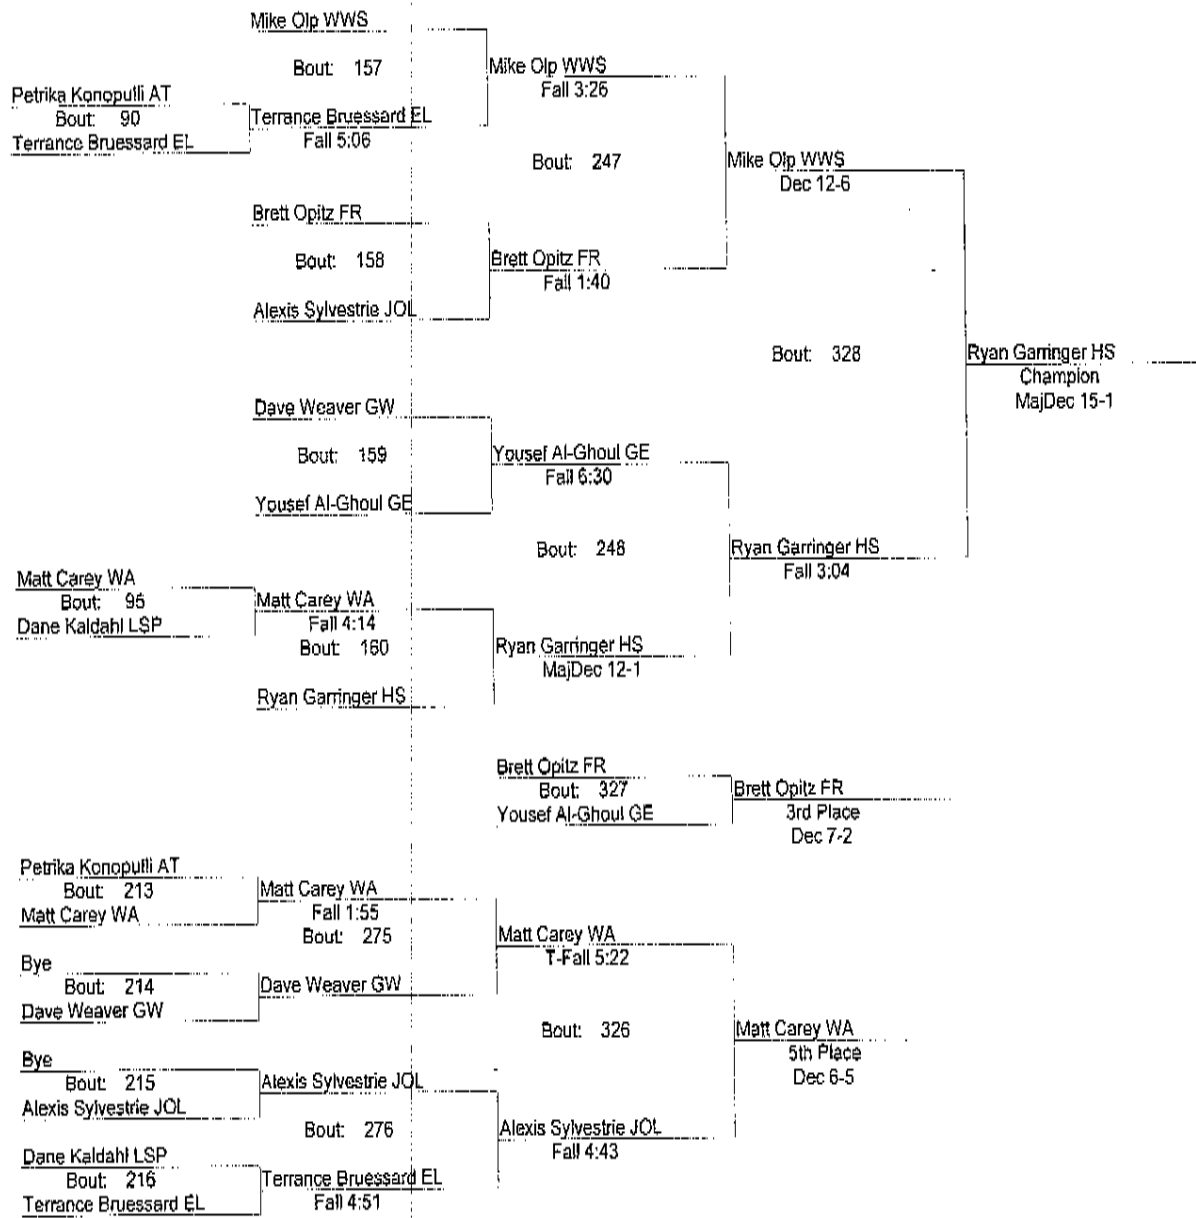 Mike Olp WWS
Bout: 157
Mike Olp WWS
Fall 3:26
Petrika Konoputli AT
Bout: 90
Terrance Bruessard EL
Terrance Bruessard EL
Fall 5:06
Bout: 247
Mike Olp WWS
Dec 12-6
Brett Opitz FR
Bout: 158
Brett Opitz FR
Fall 1:40
Alexis Sylvestrie JOL
Bout: 328
Ryan Garringer HS
Champion
MajDec 15-1
Dave Weaver GW
Bout: 159
Yousef Al-Ghoul GE
Fall 6:30
Yousef Al-Ghoul GE
Bout: 248
Ryan Garringer HS
Fall 3:04
Matt Carey WA
Bout: 95
Dane Kaldahl LSP
Matt Carey WA
Fall 4:14
Bout: 160
Ryan Garringer HS
MajDec 12-1
Ryan Garringer HS
Brett Opitz FR
Bout: 327
Yousef Al-Ghoul GE
Brett Opitz FR
3rd Place
Dec 7-2
Petrika Konoputli AT
Bout: 213
Matt Carey WA
Matt Carey WA
Fall 1:55
Bout: 275
Matt Carey WA
T-Fall 5:22
Bye
Bout: 214
Dave Weaver GW
Dave Weaver GW
Bout: 326
Matt Carey WA
5th Place
Dec 6-5
Bye
Bout: 215
Alexis Sylvestrie JOL
Alexis Sylvestrie JOL
Bout: 276
Alexis Sylvestrie JOL
Fall 4:43
Dane Kaldahl LSP
Bout: 216
Terrance Bruessard EL
Terrance Bruessard EL
Fall 4:51